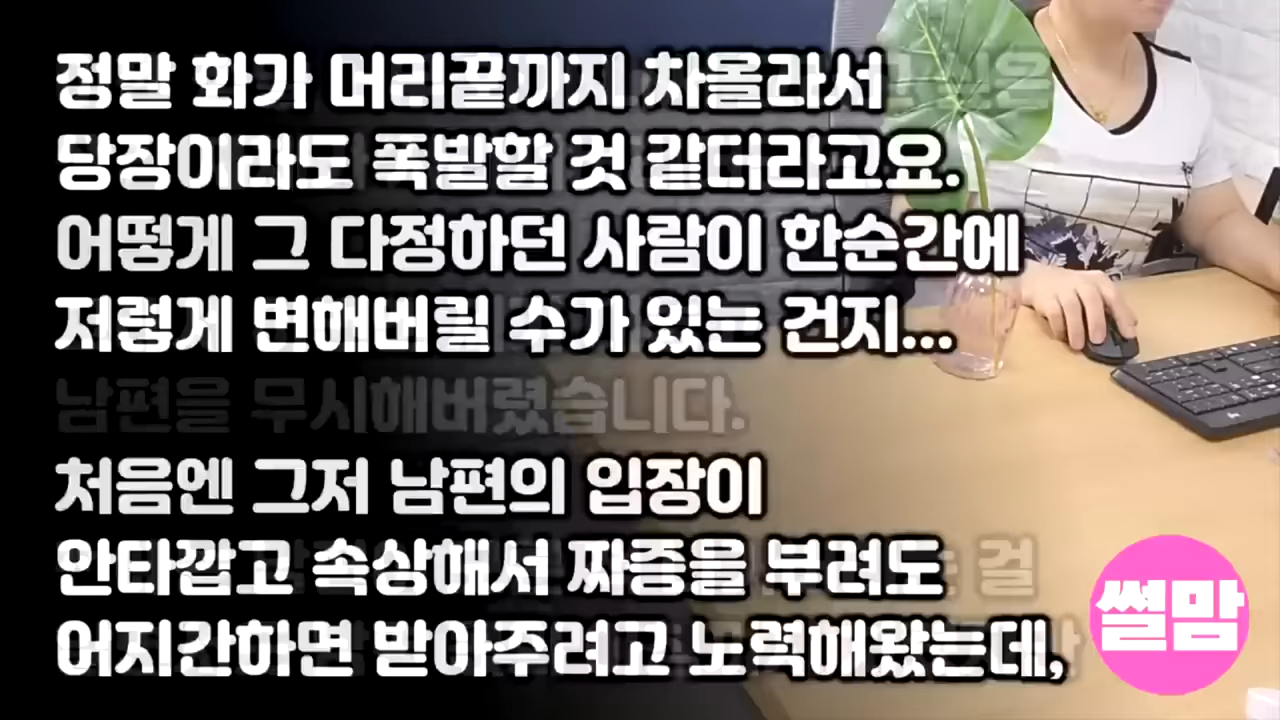 정말 화가 머리끝까지 차올라서
당장이라도 폭발할 것 같더라고요.
어떻게 그 다정하던 사람이 한순간에
저렇게 변해버릴 수가 있는 건지...
남편을 무시해버렸습니다.
처음엔 그저 남편의 입장이
안타깝고 속상해서 짜증을 부려도
어지간하면 받아주려고 노력해왔는데,
썰맘